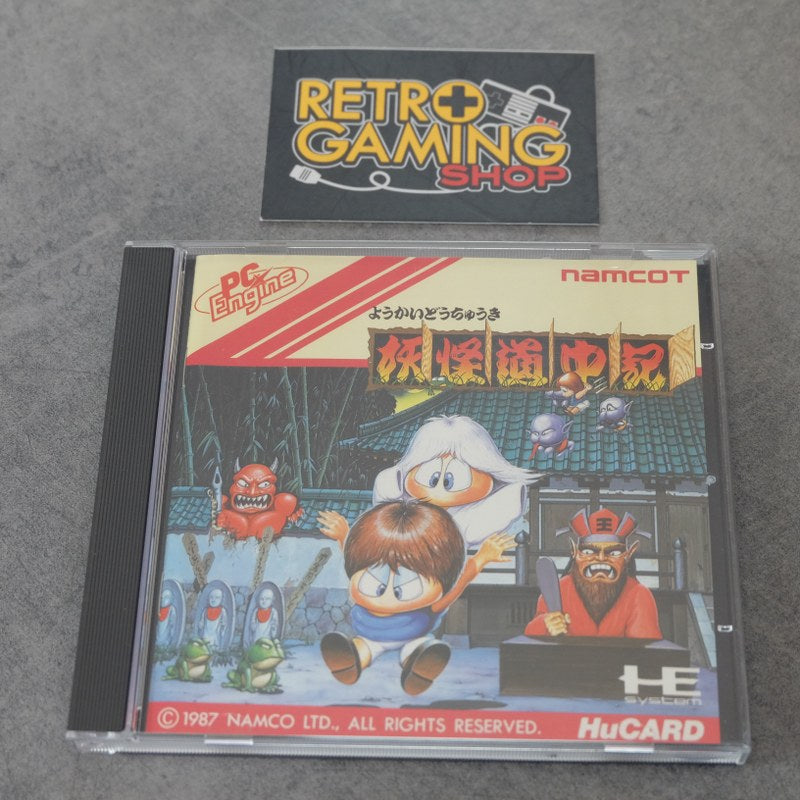 RETRO
GAMING
SHOP
PC
Engine
namcoT
ようかいどうちゅうき
妖怪道中記
王
HE
system
© 1987 NAMCO LTD., ALL RIGHTS RESERVED.
HuCARD